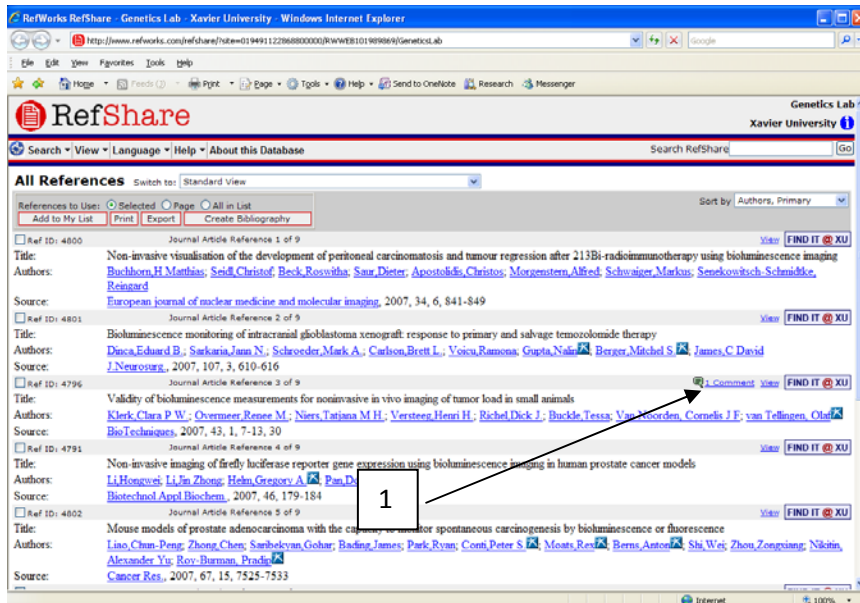 RefWorks RefShare - Genetics Lab - Xavier University - Windows Internet Explorer
http://www.refworks.com/refshare/?site=019491122868800000/RWWEB101989869/GeneticsLab
Google
File Edit View Favorites Tools Help
Home Feeds (J) Print Page Tools Help Send to OneNote Research Messenger
RefShare
Genetics Lab
Xavier University
Search View Language Help About this Database
Search RefShare Go
All References Switch to: Standard View
References to Use: Selected Page All in List
Sort by Authors, Primary
Add to My List Print Export Create Bibliography
Ref ID: 4800 Journal Article Reference 1 of 9 View FIND IT @ XU
Title: Non-invasive visualisation of the development of peritoneal carcinomatosis and tumour regression after 213Bi-radioimmunotherapy using bioluminescence imaging
Authors: Buchhorn,H Matthias; Seidl,Christof; Beck,Roswitha; Saur,Dieter; Apostolidis,Christos; Morgenstern,Alfred; Schwaiger,Markus; Senekowitsch-Schmidtke,
Reingard
Source: European journal of nuclear medicine and molecular imaging, 2007, 34, 6, 841-849
Ref ID: 4801 Journal Article Reference 2 of 9 View FIND IT @ XU
Title: Bioluminescence monitoring of intracranial glioblastoma xenograft: response to primary and salvage temozolomide therapy
Authors: Dinca,Eduard B.; Sarkaria,Jann N.; Schroeder,Mark A.; Carlson,Brett L.; Voicu,Ramona; Gupta,Nalin; Berger,Mitchel S.; James,C David
Source: J.Neurosurg., 2007, 107, 3, 610-616
Ref ID: 4796 Journal Article Reference 3 of 9 1 Comment View FIND IT @ XU
Title: Validity of bioluminescence measurements for noninvasive in vivo imaging of tumor load in small animals
Authors: Klerk,Clara P W.; Overmeer,Renee M.; Niers,Tatjana M H.; Versteeg,Henri H.; Richel,Dick J.; Buckle,Tessa; Van Noorden, Cornelis J F; van Tellingen, Olaf
Source: BioTechniques, 2007, 43, 1, 7-13, 30
Ref ID: 4791 Journal Article Reference 4 of 9 View FIND IT @ XU
Title: Non-invasive imaging of firefly luciferase reporter gene expression using bioluminescence imaging in human prostate cancer models
Authors: Li,Hongwei; Li,Jin Zhong; Helm,Gregory A.;
Source: Biotechnol.Appl.Biochem., 2007, 46, 179-184
1
Ref ID: 4802 Journal Article Reference 5 of 9 View FIND IT @ XU
Title: Mouse models of prostate adenocarcinoma with the capacity to monitor spontaneous carcinogenesis by bioluminescence or fluorescence
Authors: Liao,Chun-Peng; Zhong,Chen; Saribekyan,Gohar; Bading,James; Park,Ryan; Conti,Peter S.; Moats,Rex; Berns,Anton; Shi,Wei; Zhou,Zongxiang; Nikitin,
Alexander Yu; Roy-Burman, Pradip
Source: Cancer Res., 2007, 67, 15, 7525-7533
Internet 100%